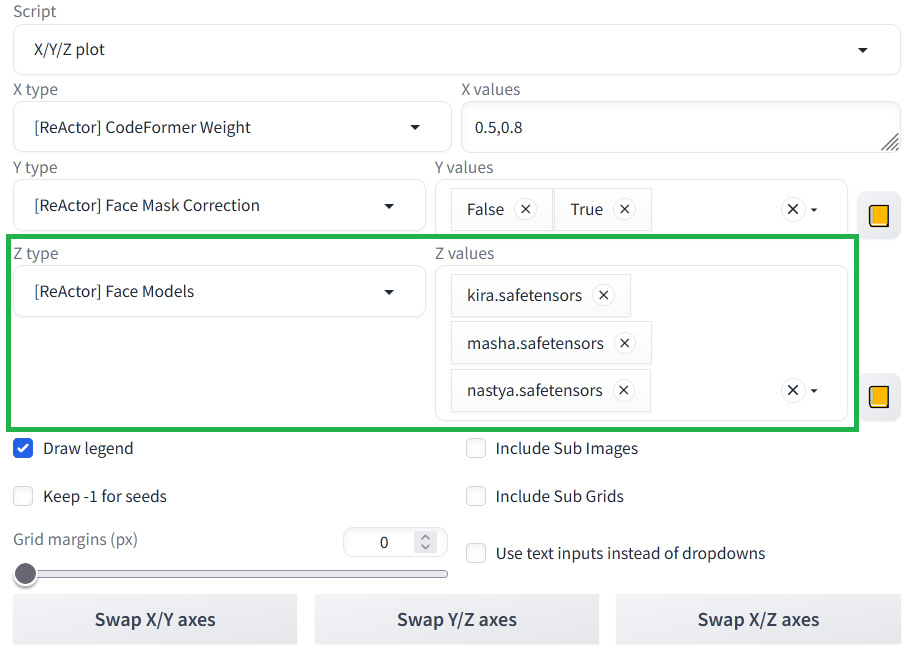 Script
X/Y/Z plot
X type
X values
[ReActor] CodeFormer Weight
0.5,0.8
Y type
Y values
[ReActor] Face Mask Correction
False
True
Z type
Z values
[ReActor] Face Models
kira.safetensors
masha.safetensors
nastya.safetensors
Draw legend
Include Sub Images
Keep -1 for seeds
Include Sub Grids
Grid margins (px)
0
Use text inputs instead of dropdowns
Swap X/Y axes
Swap Y/Z axes
Swap X/Z axes